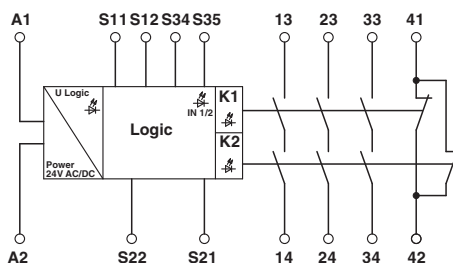 A1 S11 S12 S34 S35 13 23 33 41
U Logic
K1
IN 1/2
Logic
K2
Power
24V AC/DC
A2 S22 S21 14 24 34 42